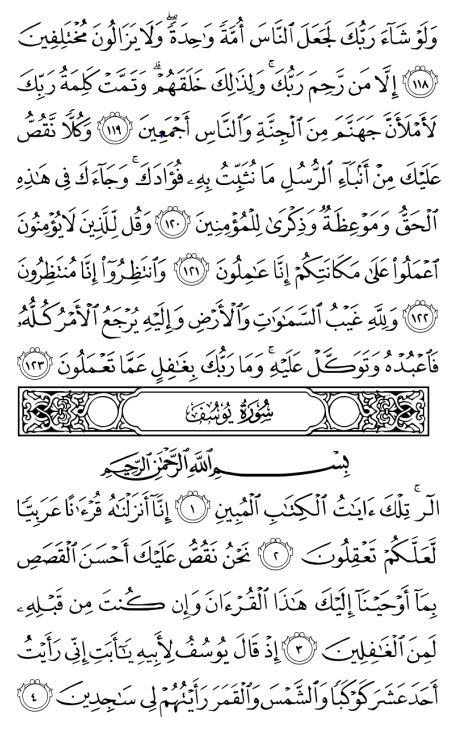 وَلَوْ شَآءَ رَبُّكَ لَجَعَلَ ٱلنَّاسَ أُمَّةً وَٰحِدَةً ۖ وَلَا يَزَالُونَ مُخْتَلِفِينَ
١١٨ إِلَّا مَن رَّحِمَ رَبُّكَ ۚ وَلِذَٰلِكَ خَلَقَهُمْ ۗ وَتَمَّتْ كَلِمَةُ رَبِّكَ
لَأَمْلَأَنَّ جَهَنَّمَ مِنَ ٱلْجِنَّةِ وَٱلنَّاسِ أَجْمَعِينَ ١١٩ وَكُلًّا نَّقُصُّ
عَلَيْكَ مِنْ أَنۢبَآءِ ٱلرُّسُلِ مَا نُثَبِّتُ بِهِۦ فُؤَادَكَ ۚ وَجَآءَكَ فِى هَٰذِهِ
ٱلْحَقُّ وَمَوْعِظَةٌ وَذِكْرَىٰ لِلْمُؤْمِنِينَ ١٢٠ وَقُل لِّلَّذِينَ لَا يُؤْمِنُونَ
ٱعْمَلُوا۟ عَلَىٰ مَكَانَتِكُمْ إِنَّا عَٰمِلُونَ ١٢١ وَٱنتَظِرُوٓا۟ إِنَّا مُنتَظِرُونَ
١٢٢ وَلِلَّهِ غَيْبُ ٱلسَّمَٰوَٰتِ وَٱلْأَرْضِ وَإِلَيْهِ يُرْجَعُ ٱلْأَمْرُ كُلُّهُۥ
فَٱعْبُدْهُ وَتَوَكَّلْ عَلَيْهِ ۚ وَمَا رَبُّكَ بِغَٰفِلٍ عَمَّا تَعْمَلُونَ ١٢٣
سُورَةُ يُوسُفَ
بِسْمِ ٱللَّهِ ٱلرَّحْمَٰنِ ٱلرَّحِيمِ
الٓر ۚ تِلْكَ ءَايَٰتُ ٱلْكِتَٰبِ ٱلْمُبِينِ ١ إِنَّآ أَنزَلْنَٰهُ قُرْءَٰنًا عَرَبِيًّا
لَّعَلَّكُمْ تَعْقِلُونَ ٢ نَحْنُ نَقُصُّ عَلَيْكَ أَحْسَنَ ٱلْقَصَصِ
بِمَآ أَوْحَيْنَآ إِلَيْكَ هَٰذَا ٱلْقُرْءَانَ وَإِن كُنتَ مِن قَبْلِهِۦ
لَمِنَ ٱلْغَٰفِلِينَ ٣ إِذْ قَالَ يُوسُفُ لِأَبِيهِ يَٰٓأَبَتِ إِنِّى رَأَيْتُ
أَحَدَ عَشَرَ كَوْكَبًا وَٱلشَّمْسَ وَٱلْقَمَرَ رَأَيْتُهُمْ لِى سَٰجِدِينَ ٤